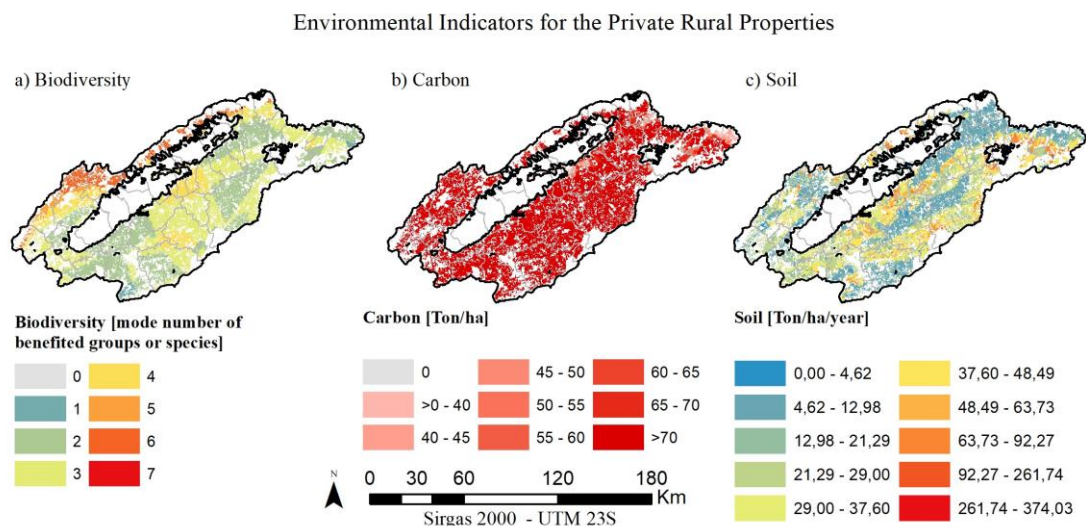 Environmental Indicators for the Private Rural Properties
a) Biodiversity
b) Carbon
c) Soil
Biodiversity [mode number of
benefited groups or species]
0
4
1
5
2
6
3
7
Carbon [Ton/ha]
0
45 - 50
60 - 65
>0 - 40
50 - 55
65 - 70
40 - 45
55 - 60
>70
N
0 30 60 120 180
Km
Sirgas 2000 - UTM 23S
Soil [Ton/ha/year]
0,00 - 4,62
37,60 - 48,49
4,62 - 12,98
48,49 - 63,73
12,98 - 21,29
63,73 - 92,27
21,29 - 29,00
92,27 - 261,74
29,00 - 37,60
261,74 - 374,03